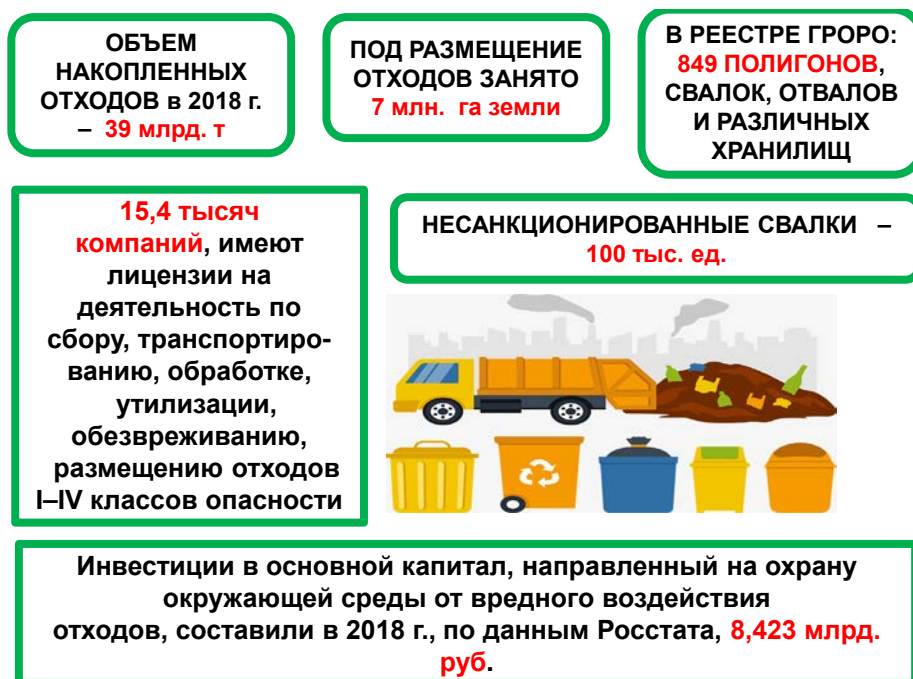 ОБЪЕМ
НАКОПЛЕННЫХ
ОТХОДОВ в 2018 г.
– 39 млрд. т
ПОД РАЗМЕЩЕНИЕ
ОТХОДОВ ЗАНЯТО
7 млн. га земли
В РЕЕСТРЕ ГРОРО:
849 ПОЛИГОНОВ,
СВАЛОК, ОТВАЛОВ
И РАЗЛИЧНЫХ
ХРАНИЛИЩ
15,4 тысяч
компаний, имеют
лицензии на
деятельность по
сбору, транспортиро-
ванию, обработке,
утилизации,
обезвреживанию,
размещению отходов
I–IV классов опасности
НЕСАНКЦИОНИРОВАННЫЕ СВАЛКИ –
100 тыс. ед.
Инвестиции в основной капитал, направленный на охрану
окружающей среды от вредного воздействия
отходов, составили в 2018 г., по данным Росстата, 8,423 млрд.
руб.